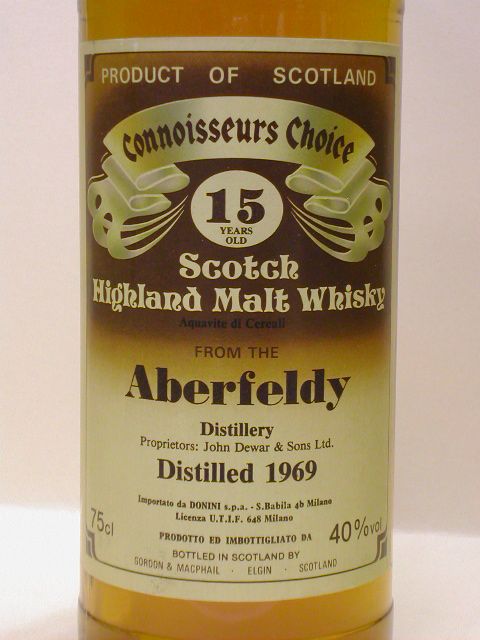 PRODUCT OF SCOTLAND
Connoisseurs Choice
15
YEARS
OLD
Scotch
Highland Malt Whisky
Aquavite di Cereali
FROM THE
Aberfeldy
Distillery
Proprietors: John Dewar & Sons Ltd.
Distilled 1969
Importato da DONINI s.p.a. - S.Babila 4b Milano
Licenza U.T.I.F. 648 Milano
75cl
40%vol
PRODOTTO ED IMBOTTIGLIATO DA
BOTTLED IN SCOTLAND BY
GORDON & MACPHAIL · ELGIN · SCOTLAND